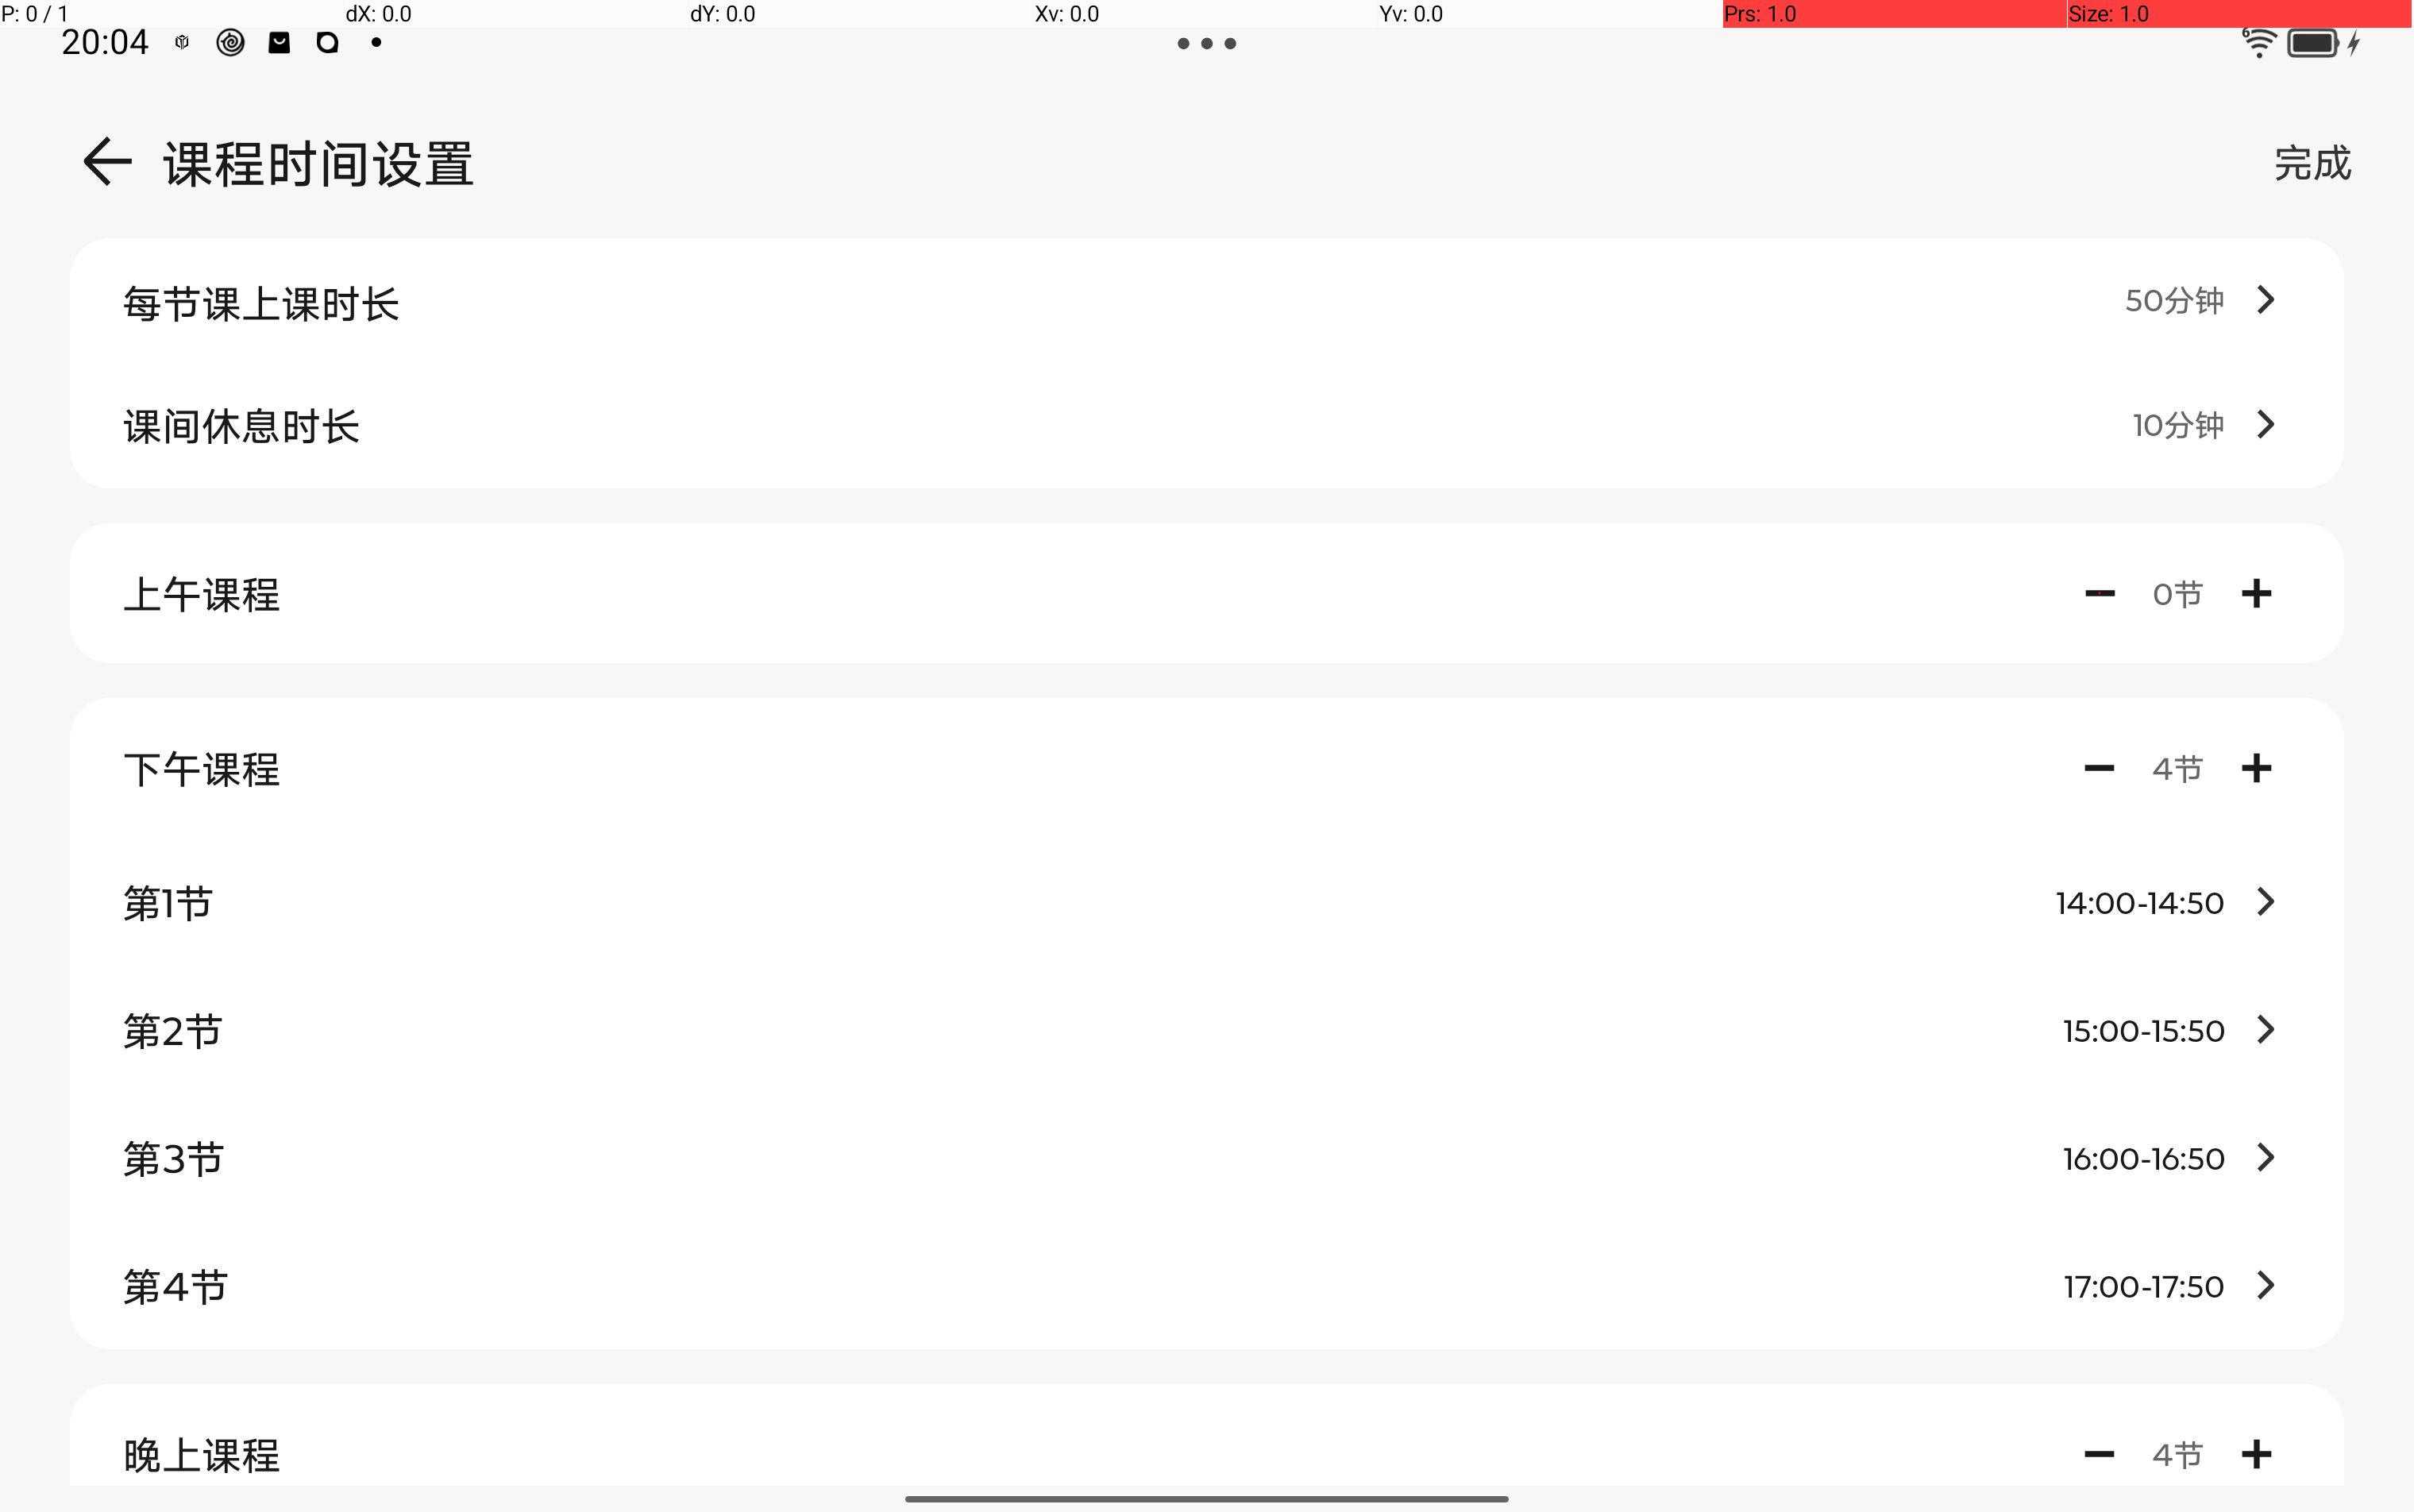 P: 0 / 1 dX: 0.0 dY: 0.0 Xv: 0.0 Yv: 0.0 Prs: 1.0 Size: 1.0
20:04 6
课程时间设置 完成
每节课上课时长 50分钟
课间休息时长 10分钟
上午课程 0节
下午课程 4节
第1节 14:00-14:50
第2节 15:00-15:50
第3节 16:00-16:50
第4节 17:00-17:50
晚上课程 4节